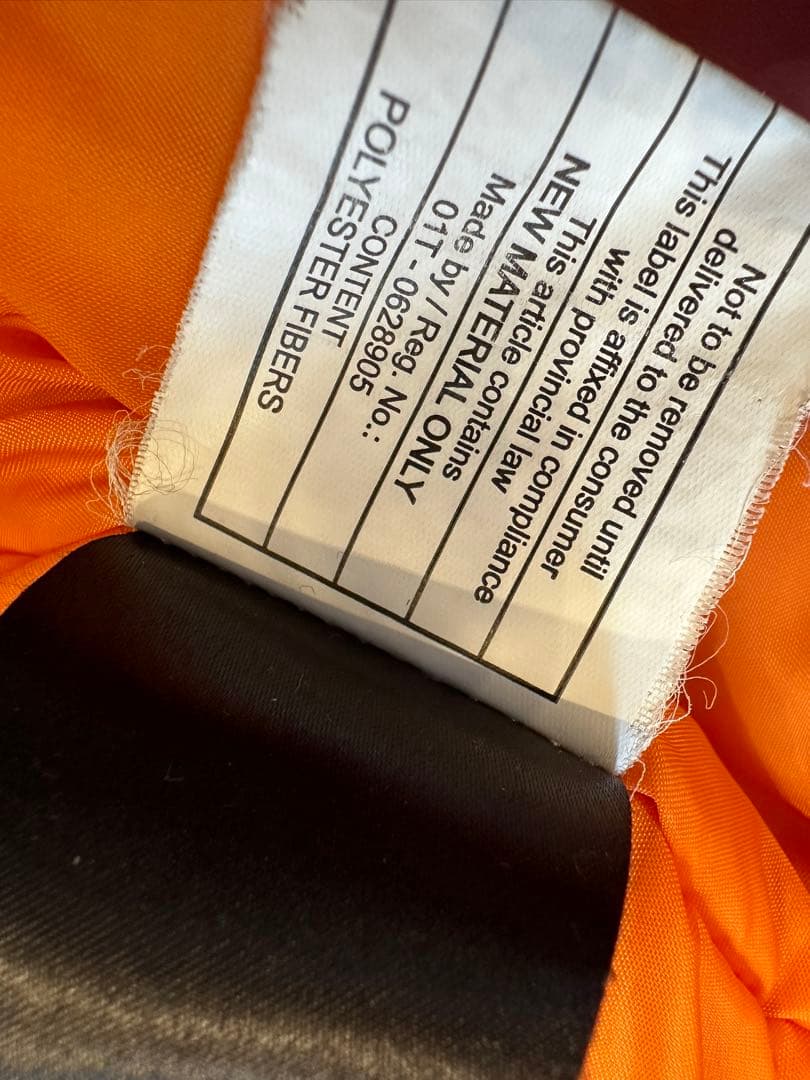 Not to be removed until
delivered to the consumer
This label is affixed in compliance
with provincial law
This article contains
NEW MATERIAL ONLY
Made by / Reg. No.:
01T - 0628905
CONTENT
POLYESTER FIBERS